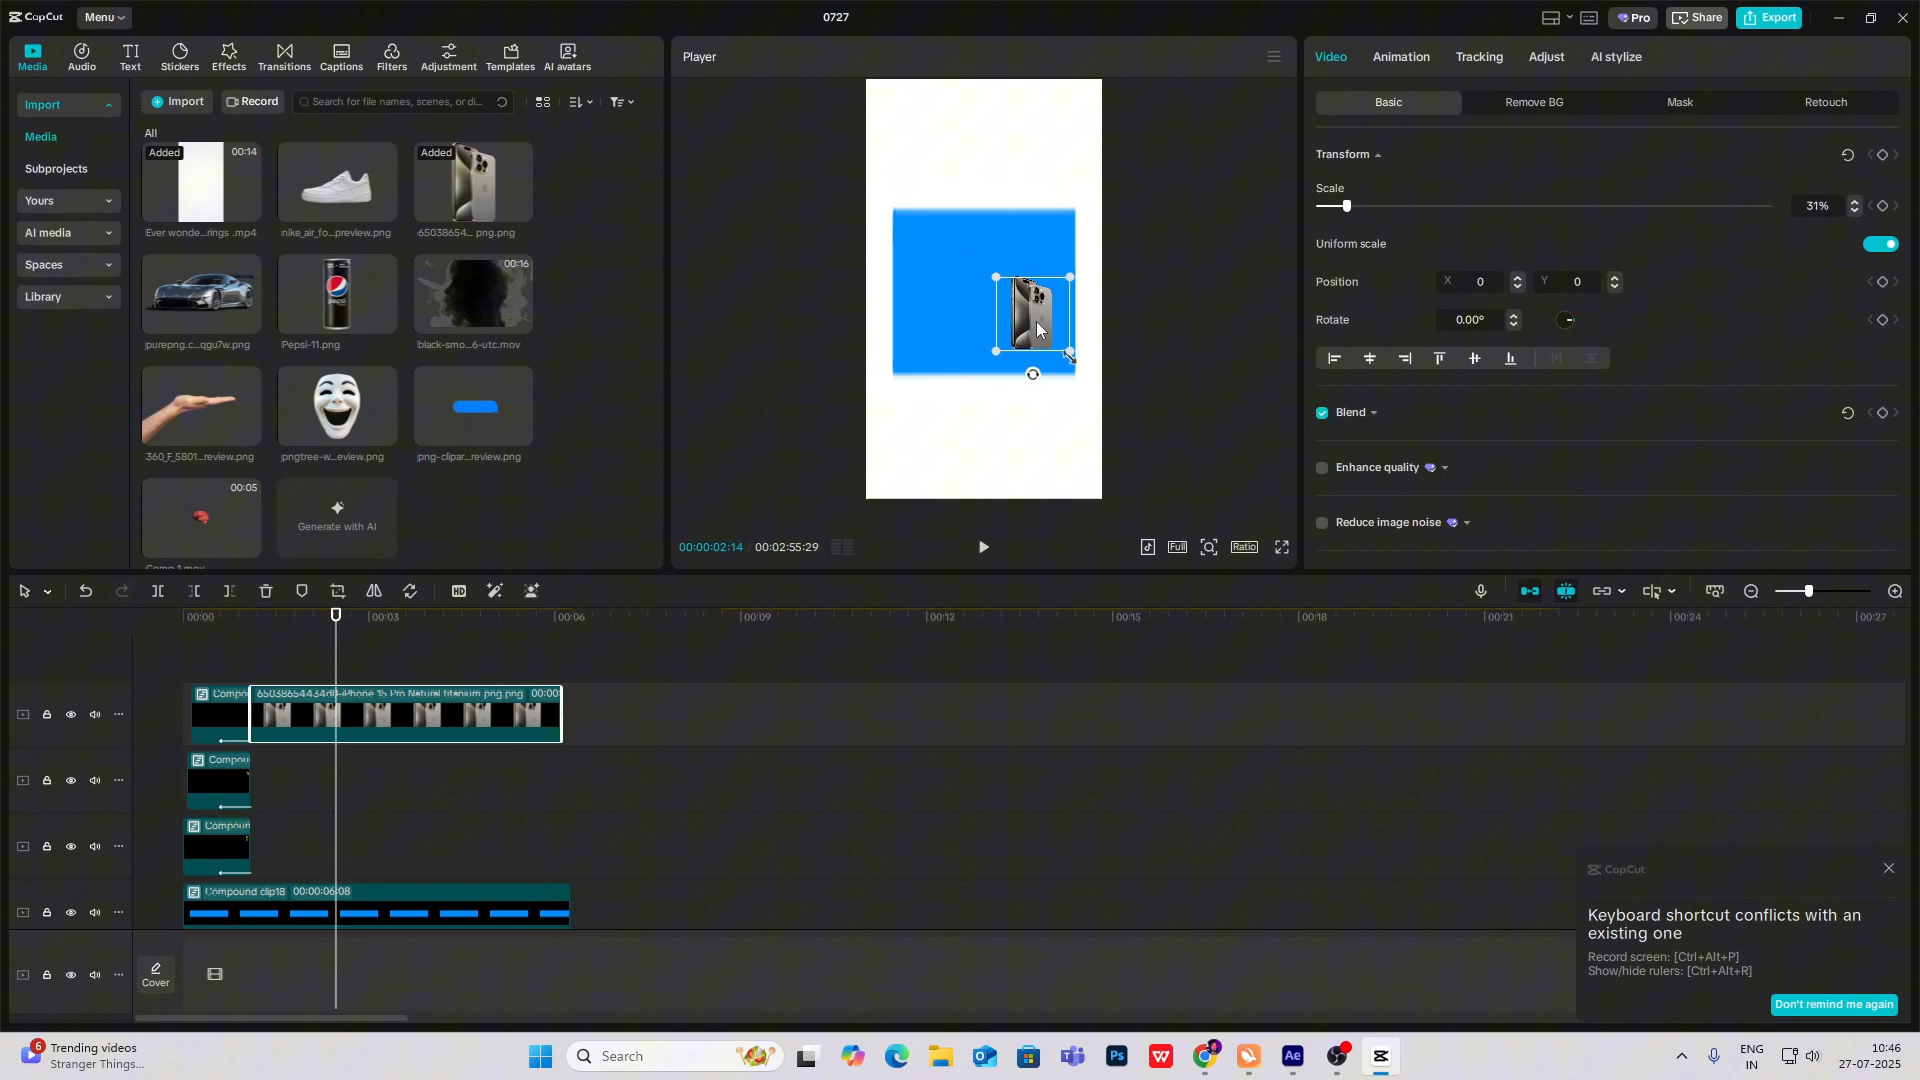 CapCut
Menu
0727
Pro
Share
Export
Media
Audio
Text
Stickers
Effects
Transitions
Captions
Filters
Adjustment
Templates
AI avatars
Player
Video
Animation
Tracking
Adjust
AI stylize
Import
Media
Subprojects
Yours
AI media
Spaces
Library
Import
Record
Search for file names, scenes, or di...
All
Added
00:14
Ever wonde...rings .mp4
nike_air_fo...preview.png
Added
65038654... png.png
purepng.c...qgu7w.png
Pepsi-11.png
00:16
black-smo...6-utc.mov
360_F_5801...review.png
pngtree-w...eview.png
png-clipar...review.png
00:05
Comp 1.mov
Generate with AI
00:00:02:14
00:02:55:29
Full
Ratio
Basic
Remove BG
Mask
Retouch
Transform
Scale
31%
Uniform scale
Position
X 0
Y 0
Rotate
0.00°
Blend
Enhance quality
Reduce image noise
00:00
00:03
00:06
00:09
00:12
00:15
00:18
00:21
00:24
00:27
Compo
65038654434d0-iPhone 15 Pro Natural titanium png.png
00:00:
Compou
Compoun
Compound clip18 00:00:06:08
Cover
CapCut
Keyboard shortcut conflicts with an
existing one
Record screen: [Ctrl+Alt+P]
Show/hide rulers: [Ctrl+Alt+R]
Don't remind me again
6
Trending videos
Stranger Things...
Search
Ps
W
Ae
ENG
IN
10:46
27-07-2025